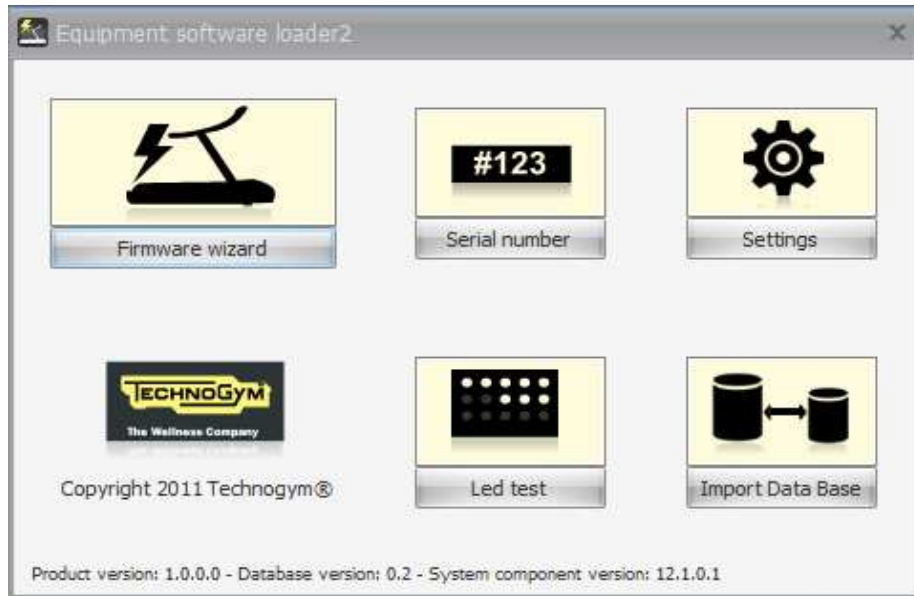 Equipment software loader2
#123
Firmware wizard
Serial number
Settings
TECHNOGYM
The Wellness Company
Copyright 2011 Technogym®
Led test
Import Data Base
Product version: 1.0.0.0 - Database version: 0.2 - System component version: 12.1.0.1